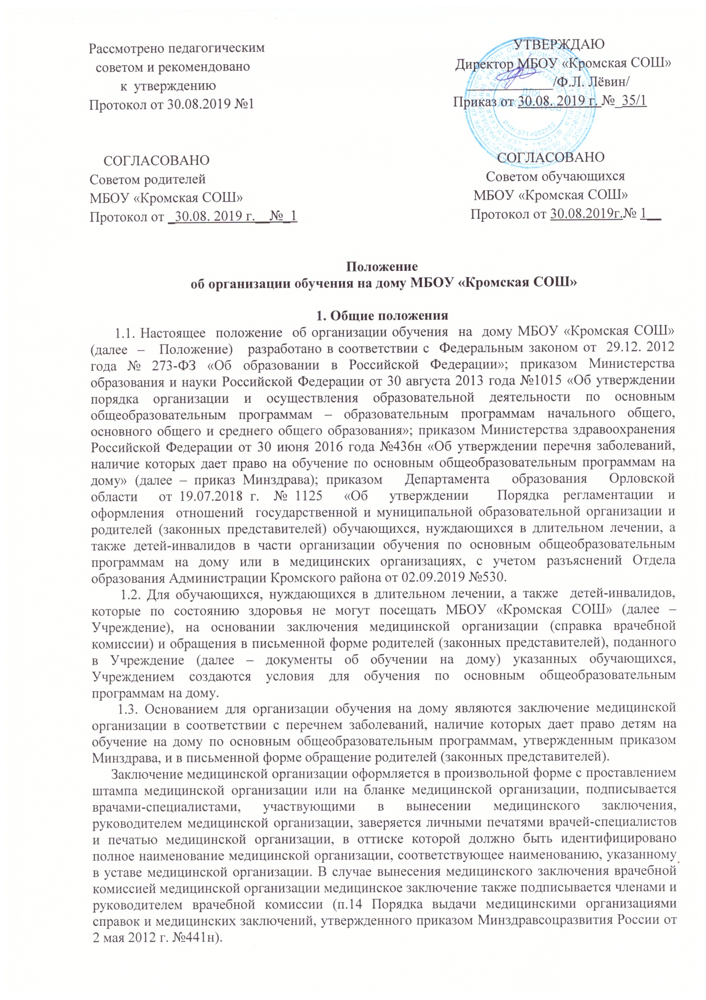 Рассмотрено педагогическим
советом и рекомендовано
к утверждению
Протокол от 30.08.2019 №1
УТВЕРЖДАЮ
Директор МБОУ «Кромская СОШ»
____________/Ф.Л. Лёвин/
Приказ от 30.08. 2019 г. №_35/1
ДЛЯ
ДОКУМЕНТОВ
ИНН 5714002852
СОГЛАСОВАНО
Советом родителей
МБОУ «Кромская СОШ»
Протокол от _30.08. 2019 г.__№_1
СОГЛАСОВАНО
Советом обучающихся
МБОУ «Кромская СОШ»
Протокол от 30.08.2019г.№ 1__
Положение
об организации обучения на дому МБОУ «Кромская СОШ»
1. Общие положения
1.1. Настоящее положение об организации обучения на дому МБОУ «Кромская СОШ»
(далее – Положение) разработано в соответствии с Федеральным законом от 29.12. 2012
года № 273-ФЗ «Об образовании в Российской Федерации»; приказом Министерства
образования и науки Российской Федерации от 30 августа 2013 года №1015 «Об утверждении
порядка организации и осуществления образовательной деятельности по основным
общеобразовательным программам – образовательным программам начального общего,
основного общего и среднего общего образования»; приказом Министерства здравоохранения
Российской Федерации от 30 июня 2016 года №436н «Об утверждении перечня заболеваний,
наличие которых дает право на обучение по основным общеобразовательным программам на
дому» (далее – приказ Минздрава); приказом Департамента образования Орловской
области от 19.07.2018 г. № 1125 «Об утверждении Порядка регламентации и
оформления отношений государственной и муниципальной образовательной организации и
родителей (законных представителей) обучающихся, нуждающихся в длительном лечении, а
также детей-инвалидов в части организации обучения по основным общеобразовательным
программам на дому или в медицинских организациях, с учетом разъяснений Отдела
образования Администрации Кромского района от 02.09.2019 №530.
1.2. Для обучающихся, нуждающихся в длительном лечении, а также детей-инвалидов,
которые по состоянию здоровья не могут посещать МБОУ «Кромская СОШ» (далее –
Учреждение), на основании заключения медицинской организации (справка врачебной
комиссии) и обращения в письменной форме родителей (законных представителей), поданного
в Учреждение (далее – документы об обучении на дому) указанных обучающихся,
Учреждением создаются условия для обучения по основным общеобразовательным
программам на дому.
1.3. Основанием для организации обучения на дому являются заключение медицинской
организации в соответствии с перечнем заболеваний, наличие которых дает право детям на
обучение на дому по основным общеобразовательным программам, утвержденным приказом
Минздрава, и в письменной форме обращение родителей (законных представителей).
Заключение медицинской организации оформляется в произвольной форме с проставлением
штампа медицинской организации или на бланке медицинской организации, подписывается
врачами-специалистами, участвующими в вынесении медицинского заключения,
руководителем медицинской организации, заверяется личными печатями врачей-специалистов
и печатью медицинской организации, в оттиске которой должно быть идентифицировано
полное наименование медицинской организации, соответствующее наименованию, указанному
в уставе медицинской организации. В случае вынесения медицинского заключения врачебной
комиссией медицинской организации медицинское заключение также подписывается членами и
руководителем врачебной комиссии (п.14 Порядка выдачи медицинскими организациями
справок и медицинских заключений, утвержденного приказом Минздравсоцразвития России от
2 мая 2012 г. №441н).